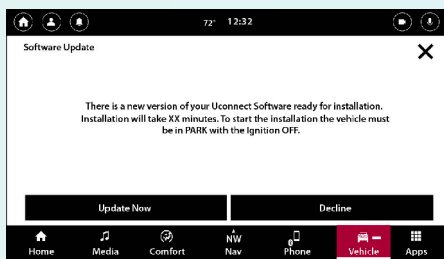 72° 12:32
Software Update
There is a new version of your Uconnect Software ready for installation.
Installation will take XX minutes. To start the installation the vehicle must
be in PARK with the Ignition OFF.
Update Now Decline
NW
0
Home Media Comfort Nav Phone Vehicle Apps